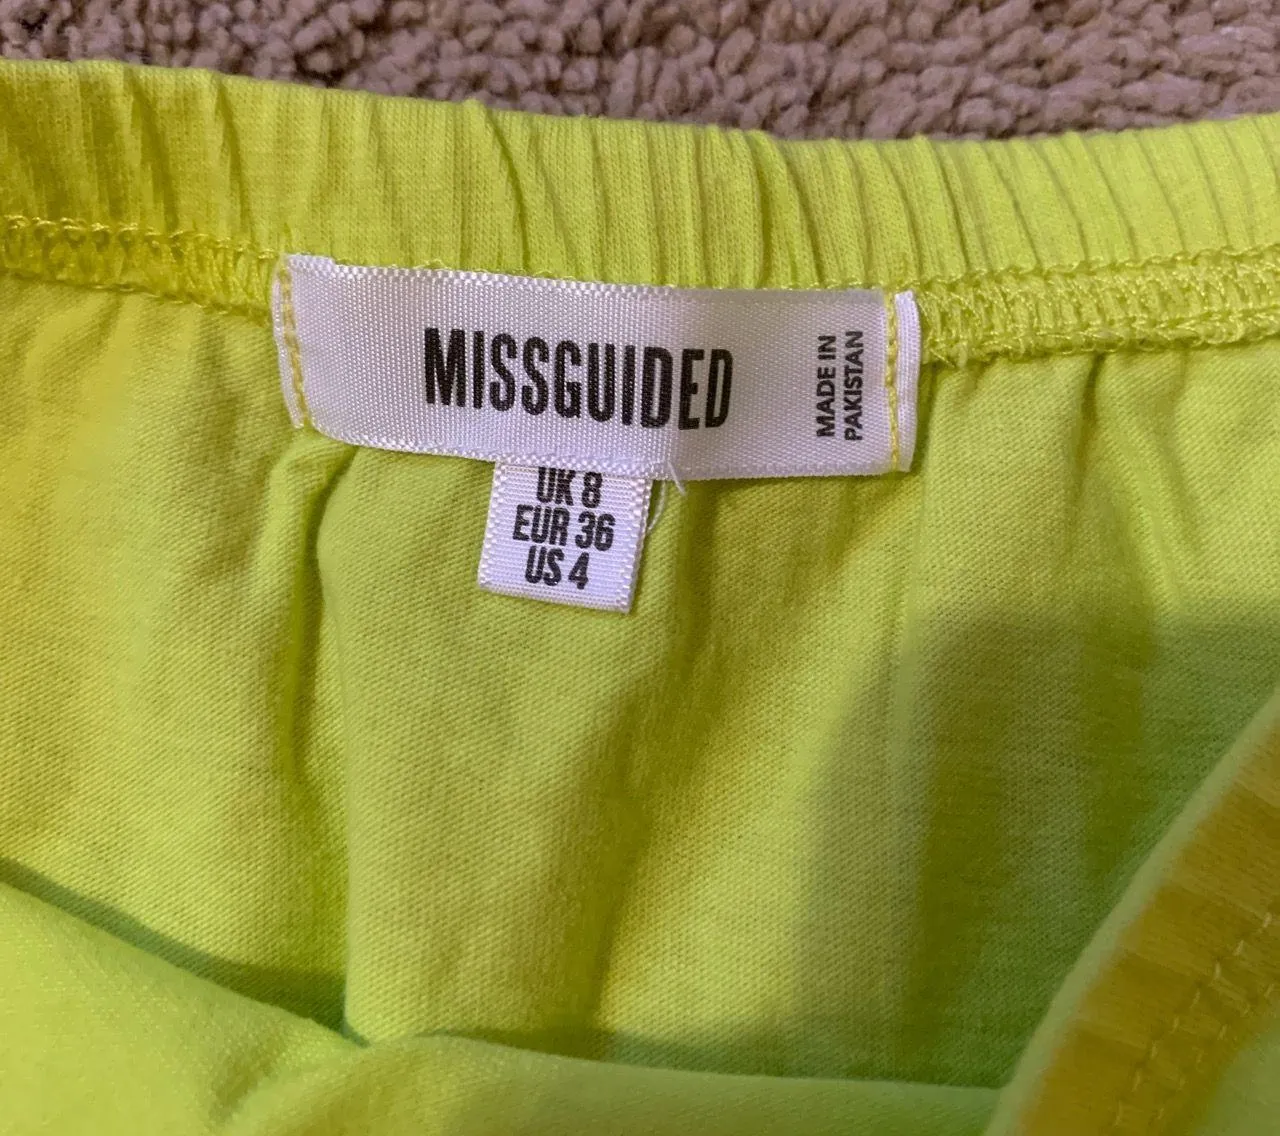 MISSGUIDED
MADE IN
PAKISTAN
UK 8
EUR 36
US 4